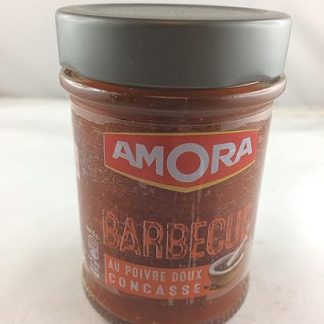 AMORA
BARBECUE
AU POIVRE DOUX
CONCASSÉ